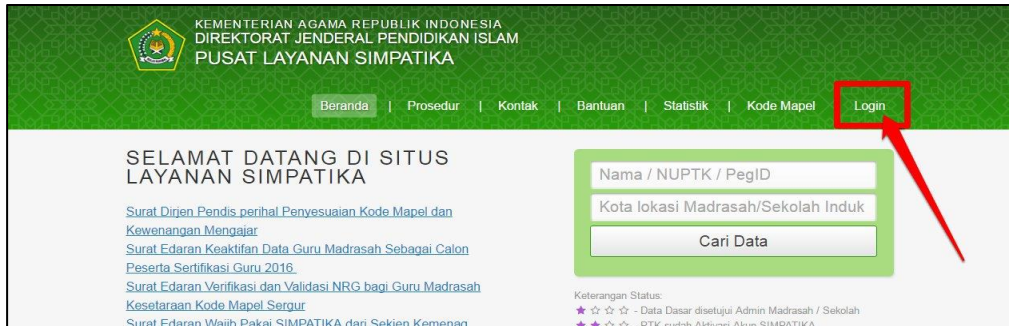 KEMENTERIAN AGAMA REPUBLIK INDONESIA
DIREKTORAT JENDERAL PENDIDIKAN ISLAM
PUSAT LAYANAN SIMPATIKA
Beranda | Prosedur | Kontak | Bantuan | Statistik | Kode Mapel Login
SELAMAT DATANG DI SITUS
LAYANAN SIMPATIKA
Surat Dirjen Pendis perihal Penyesuaian Kode Mapel dan
Kewenangan Mengajar
Surat Edaran Keaktifan Data Guru Madrasah Sebagai Calon
Peserta Sertifikasi Guru 2016
Surat Edaran Verifikasi dan Validasi NRG bagi Guru Madrasah
Kesetaraan Kode Mapel Sergur
Surat Edaran Wajib Pakai SIMPATIKA dari Sekjen Kemenag
Nama / NUPTK / PegID
Kota lokasi Madrasah/Sekolah Induk
Cari Data
Keterangan Status:
★ ☆ ☆ ☆ - Data Dasar disetujui Admin Madrasah / Sekolah
★ ★ ☆ ☆ - PTK sudah Aktivasi Akun SIMPATIKA